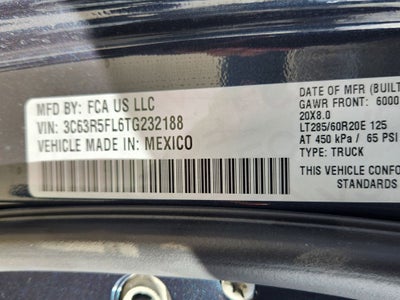 MFD BY: FCA US LLC
VIN: 3C63R5FL6TG232188
VEHICLE MADE IN: MEXICO
DATE OF MFR (BUILT
GAWR FRONT: 6000
20X8.0
LT285/60R20E 125
AT 450 kPa / 65 PSI
TYPE: TRUCK
THIS VEHICLE CONFO
STANDARDS